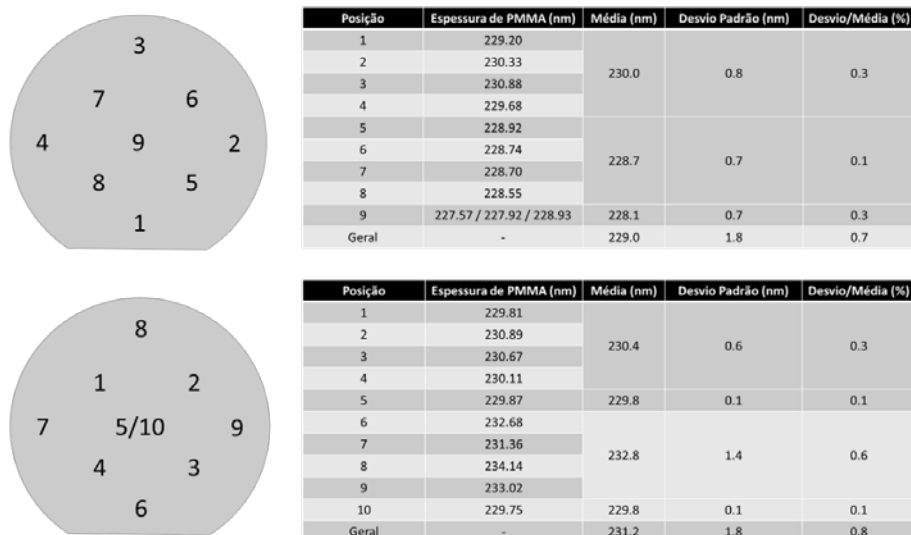 3
7 6
4 9 2
8 5
1
Posição Espessura de PMMA (nm) Média (nm) Desvio Padrão (nm) Desvio/Média (%)
1 229.20
2 230.33
230.0 0.8 0.3
3 230.88
4 229.68
5 228.92
6 228.74
228.7 0.7 0.1
7 228.70
8 228.55
9 227.57 / 227.92 / 228.93 228.1 0.7 0.3
Geral - 229.0 1.8 0.7
8
1 2
7 5/10 9
4 3
6
Posição Espessura de PMMA (nm) Média (nm) Desvio Padrão (nm) Desvio/Média (%)
1 229.81
2 230.89
230.4 0.6 0.3
3 230.67
4 230.11
5 229.87 229.8 0.1 0.1
6 232.68
7 231.36
232.8 1.4 0.6
8 234.14
9 233.02
10 229.75 229.8 0.1 0.1
Geral - 231.2 1.8 0.8